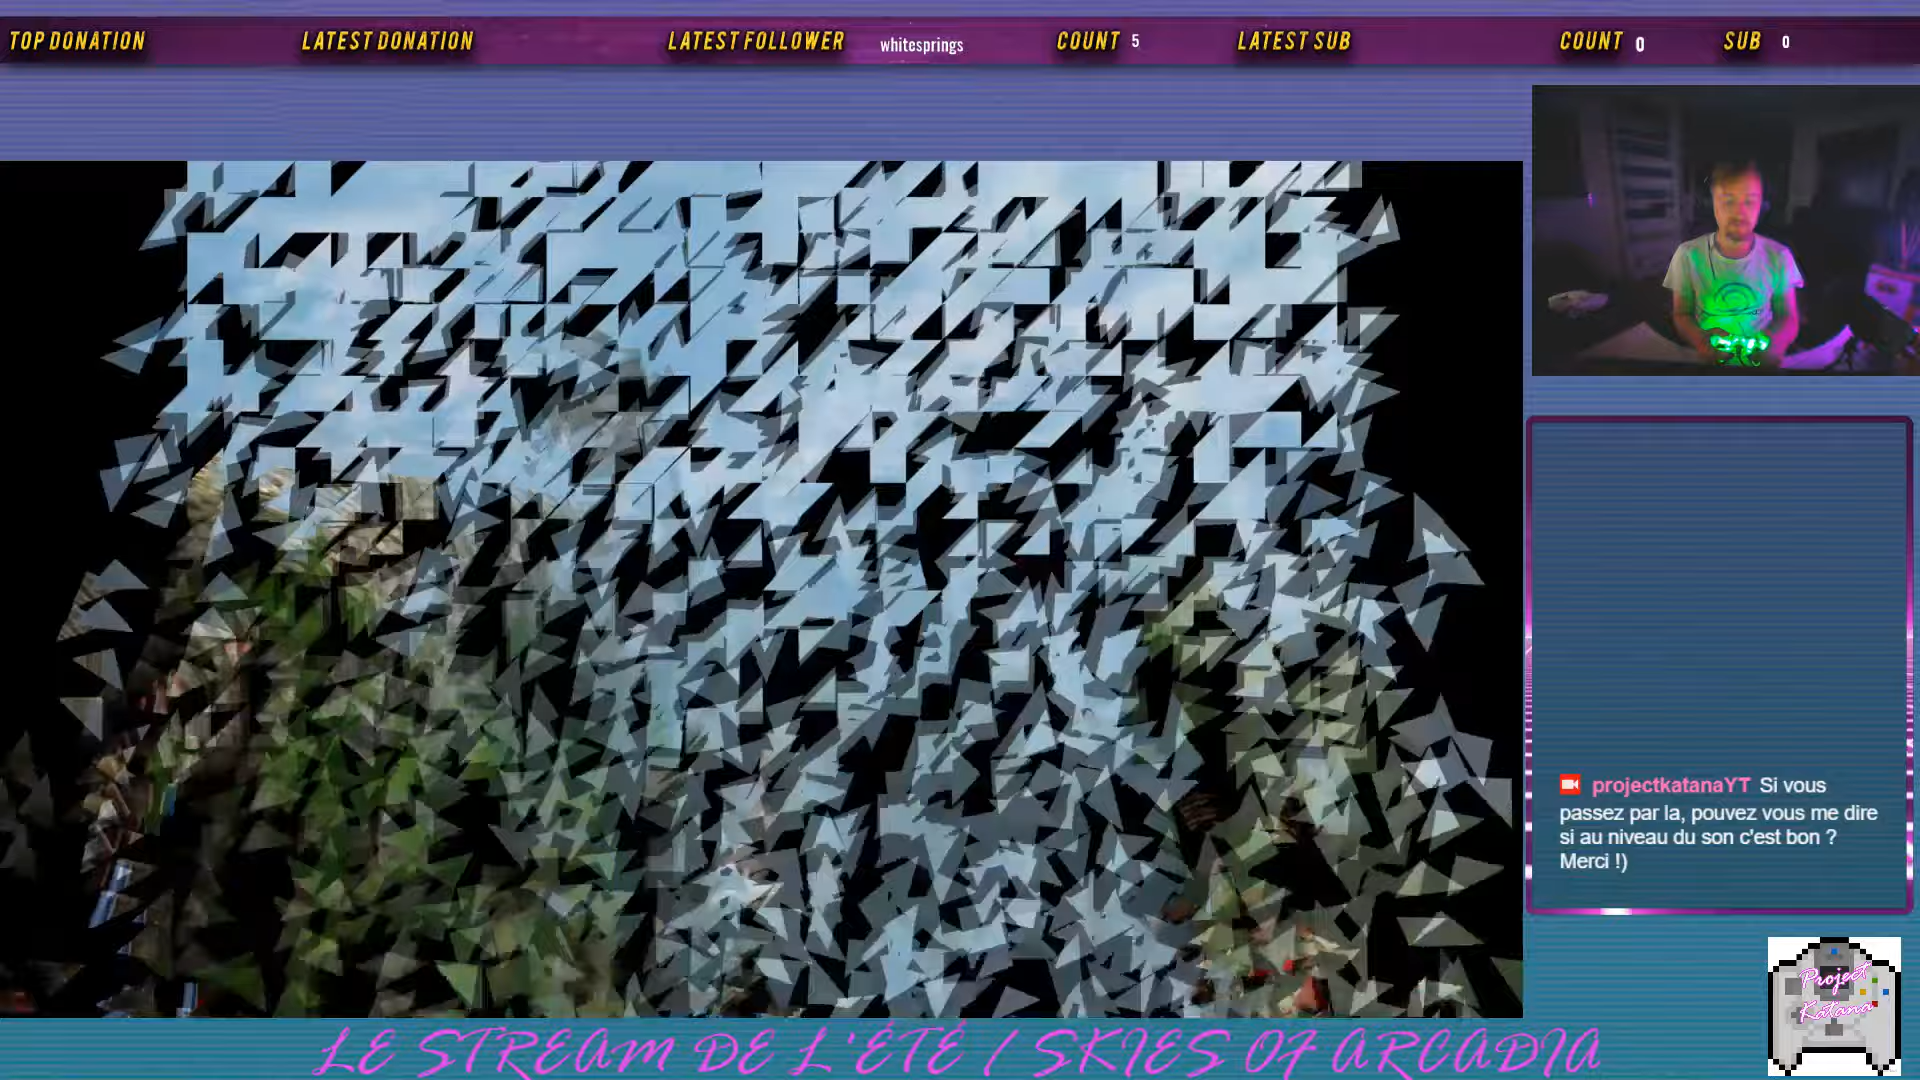 TOP DONATION LATEST DONATION LATEST FOLLOWER whitesprings COUNT 5 LATEST SUB COUNT 0 SUB 0
projectkatanaYT Si vous
passez par la, pouvez vous me dire
si au niveau du son c'est bon ?
Merci !)
Project
Katana
LE STREAM DE L'ÉTÉ / SKIES OF ARCADIA